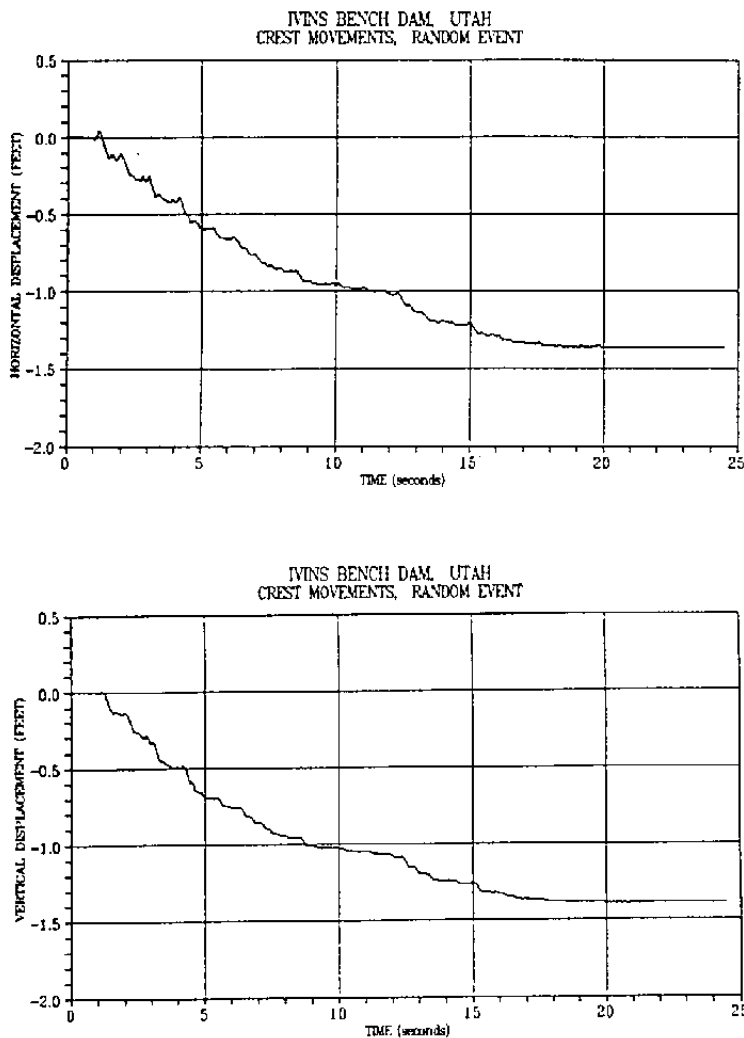 IVINS BENCH DAM, UTAH
CREST MOVEMENTS, RANDOM EVENT
HORIZONTAL DISPLACEMENT (FEET)
0.5
0.0
-0.5
-1.0
-1.5
-2.0
0 5 10 15 20 25
TIME (seconds)
IVINS BENCH DAM, UTAH
CREST MOVEMENTS, RANDOM EVENT
VERTICAL DISPLACEMENT (FEET)
0.5
0.0
-0.5
-1.0
-1.5
-2.0
0 5 10 15 20 25
TIME (seconds)